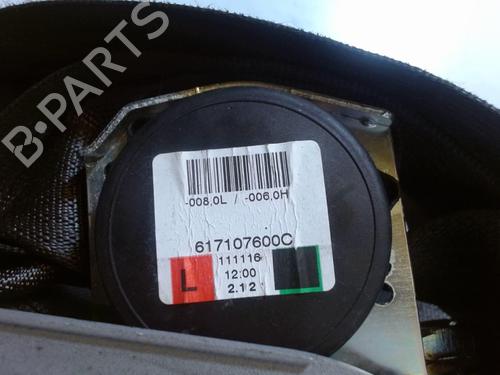 B-PARTS
-008,0L / -006,0H
617107600C
111116
L
12:00
2.12